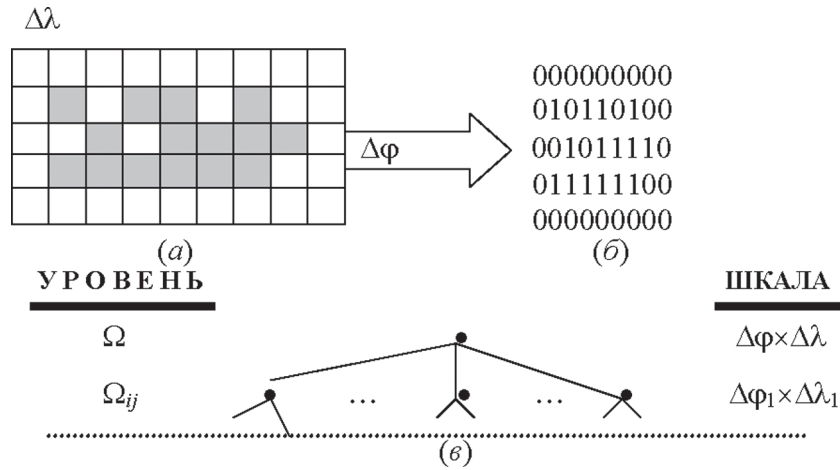 Δλ
000000000
010110100
Δφ
001011110
011111100
000000000
(а)
(б)
УРОВЕНЬ
ШКАЛА
Ω
Δφ×Δλ
Ωij
...
...
Δφ1×Δλ1
(в)